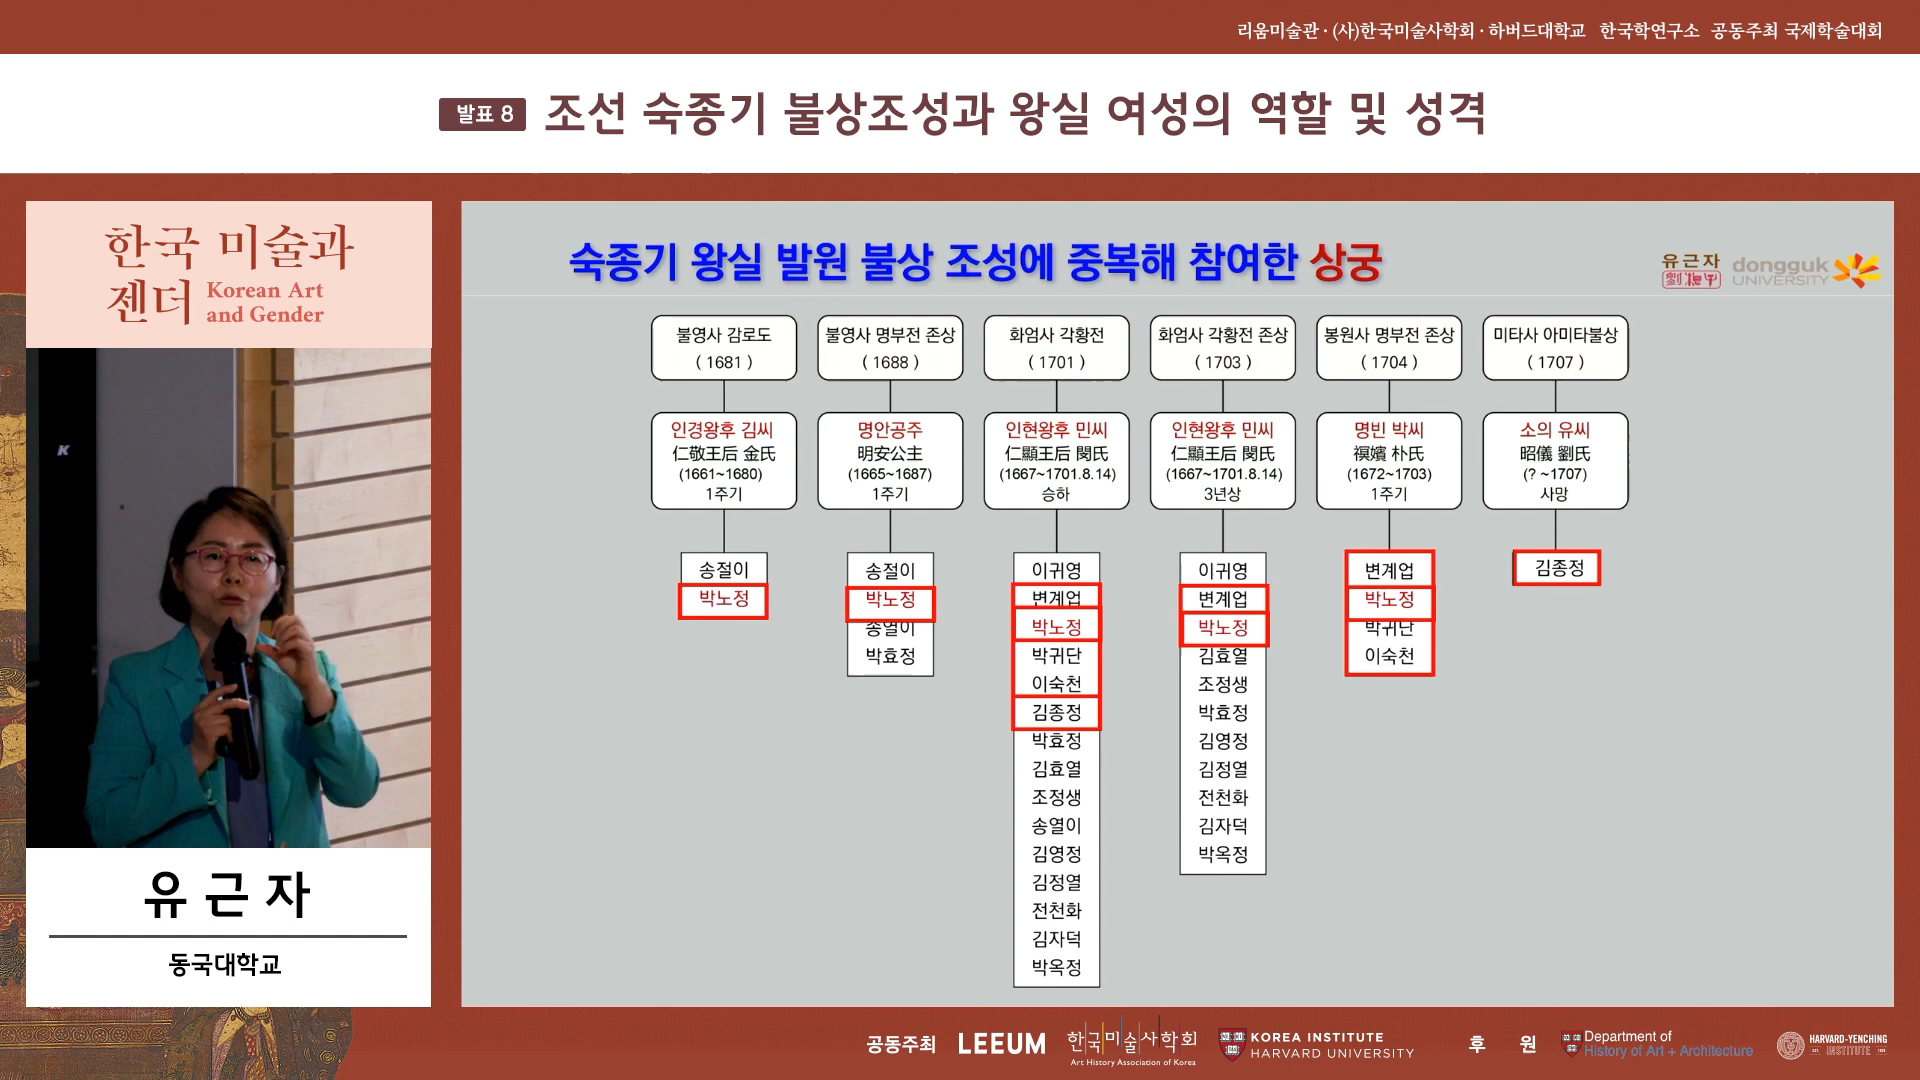 리움미술관 · (사)한국미술사학회 · 하버드대학교 한국학연구소 공동주최 국제학술대회
발표 8 조선 숙종기 불상조성과 왕실 여성의 역할 및 성격
한국 미술과
젠더 Korean Art
and Gender
K
유근자
동국대학교
숙종기 왕실 발원 불상 조성에 중복해 참여한 상궁
유근자
dongguk
UNIVERSITY
불영사 감로도
( 1681 )
인경왕후 김씨
仁敬王后 金氏
(1661~1680)
1주기
송절이
박노정
불영사 명부전 존상
( 1688 )
명안공주
明安公主
(1665~1687)
1주기
송절이
박노정
송열이
박효정
화엄사 각황전
( 1701 )
인현왕후 민씨
仁顯王后 閔氏
(1667~1701.8.14)
승하
이귀영
변계업
박노정
박귀단
이숙천
김종정
박효정
김효열
조정생
송열이
김영정
김정열
전천화
김자덕
박옥정
화엄사 각황전 존상
( 1703 )
인현왕후 민씨
仁顯王后 閔氏
(1667~1701.8.14)
3년상
이귀영
변계업
박노정
김효열
조정생
박효정
김영정
김정열
전천화
김자덕
박옥정
봉원사 명부전 존상
( 1704 )
명빈 박씨
禖嬪 朴氏
(1672~1703)
1주기
변계업
박노정
박귀단
이숙천
미타사 아미타불상
( 1707 )
소의 유씨
昭儀 劉氏
(? ~1707)
사망
김종정
공동주최 LEEUM 한국미술사학회 KOREA INSTITUTE 후 원 Department of HARVARD-YENCHING
Art History Association of Korea HARVARD UNIVERSITY History of Art + Architecture INSTITUTE